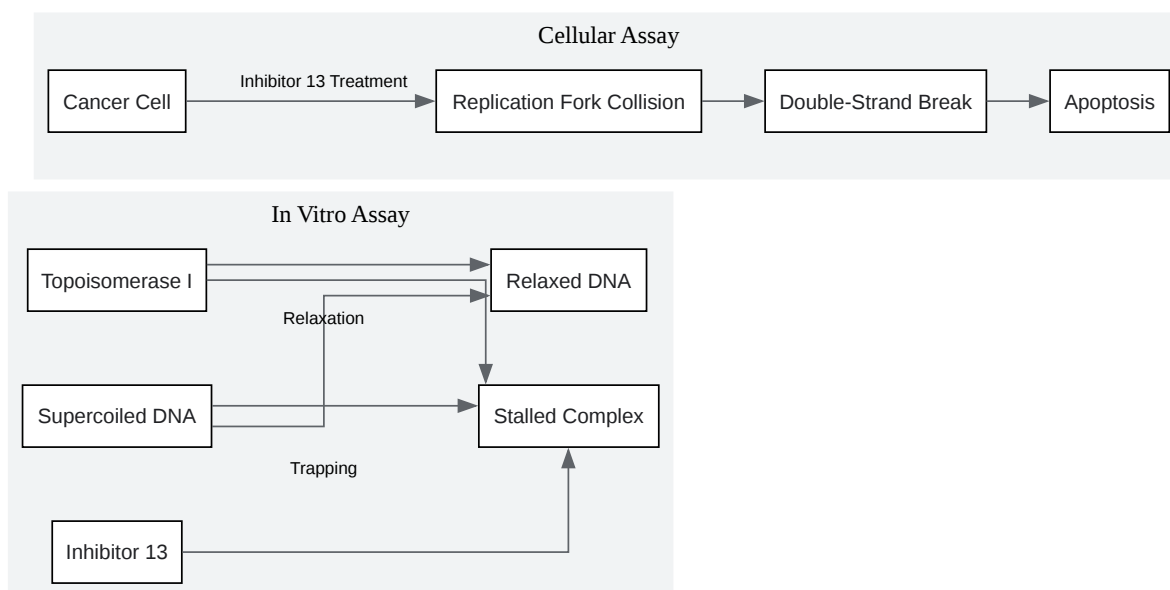 Cellular Assay
Inhibitor 13 Treatment
Cancer Cell
Replication Fork Collision
Double-Strand Break
Apoptosis
In Vitro Assay
Topoisomerase I
Relaxed DNA
Relaxation
Supercoiled DNA
Stalled Complex
Trapping
Inhibitor 13